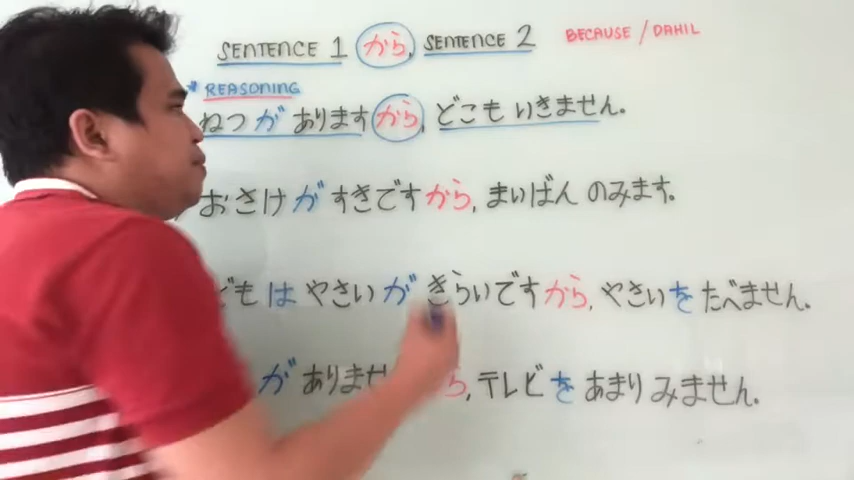 SENTENCE 1 から, SENTENCE 2 BECAUSE / DAHIL
* REASONING
ねつ が あります から, どこも いきません.
おさけ が すきです から, まいばん のみます.
ども は やさい が きらいです から, やさい を たべません.
が ありませ ら, テレビ を あまり みません.